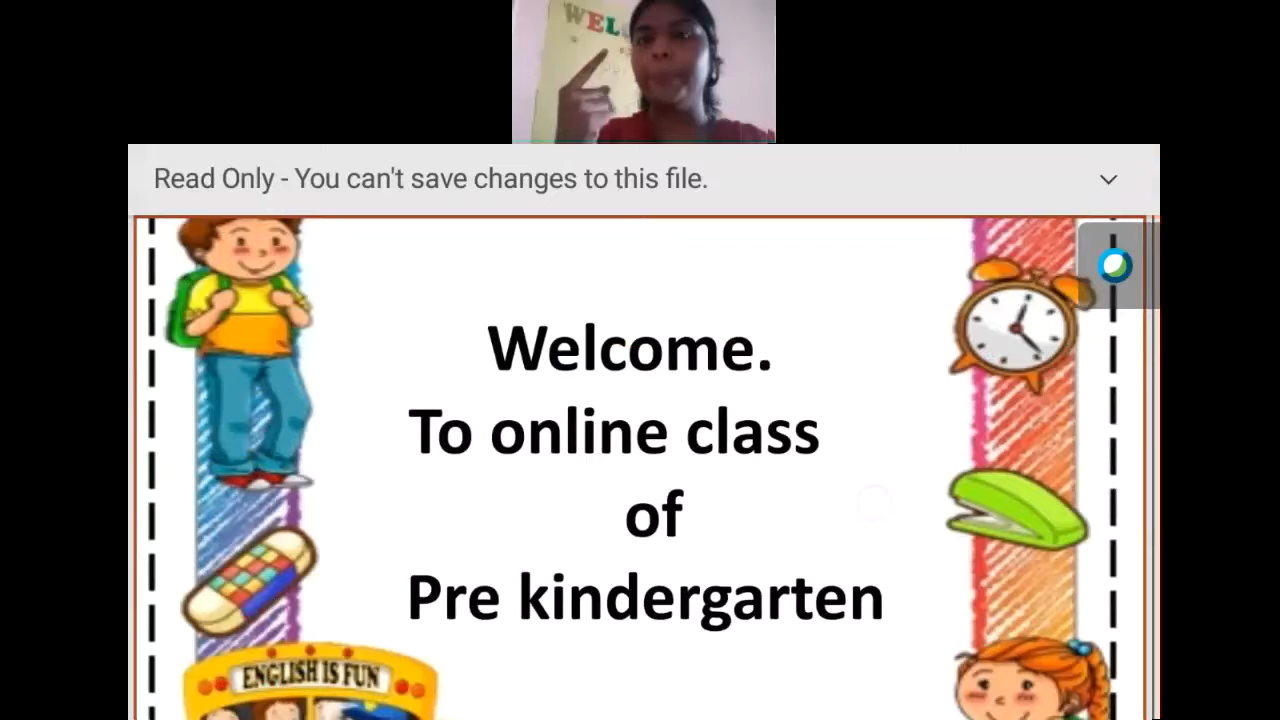 WEL
Read Only - You can't save changes to this file.
Welcome.
To online class
of
Pre kindergarten
ENGLISH IS FUN